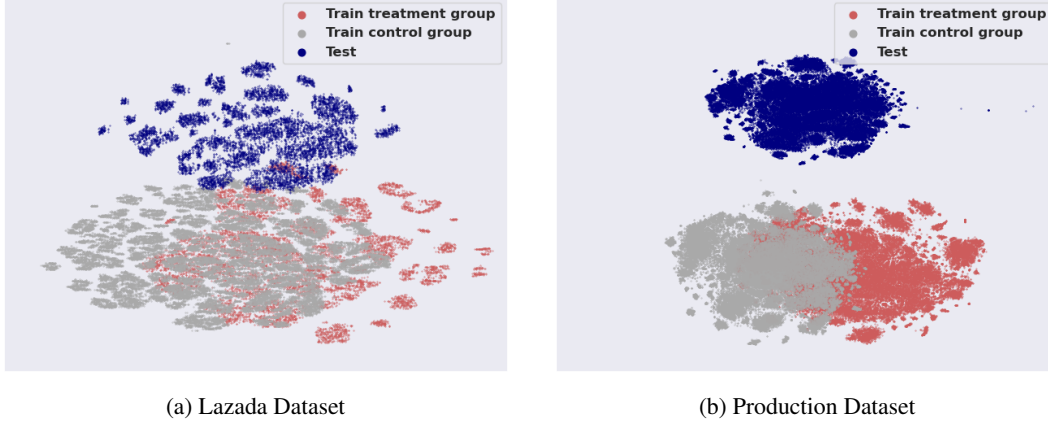 Train treatment group
Train control group
Test
Train treatment group
Train control group
Test
(a) Lazada Dataset
(b) Production Dataset